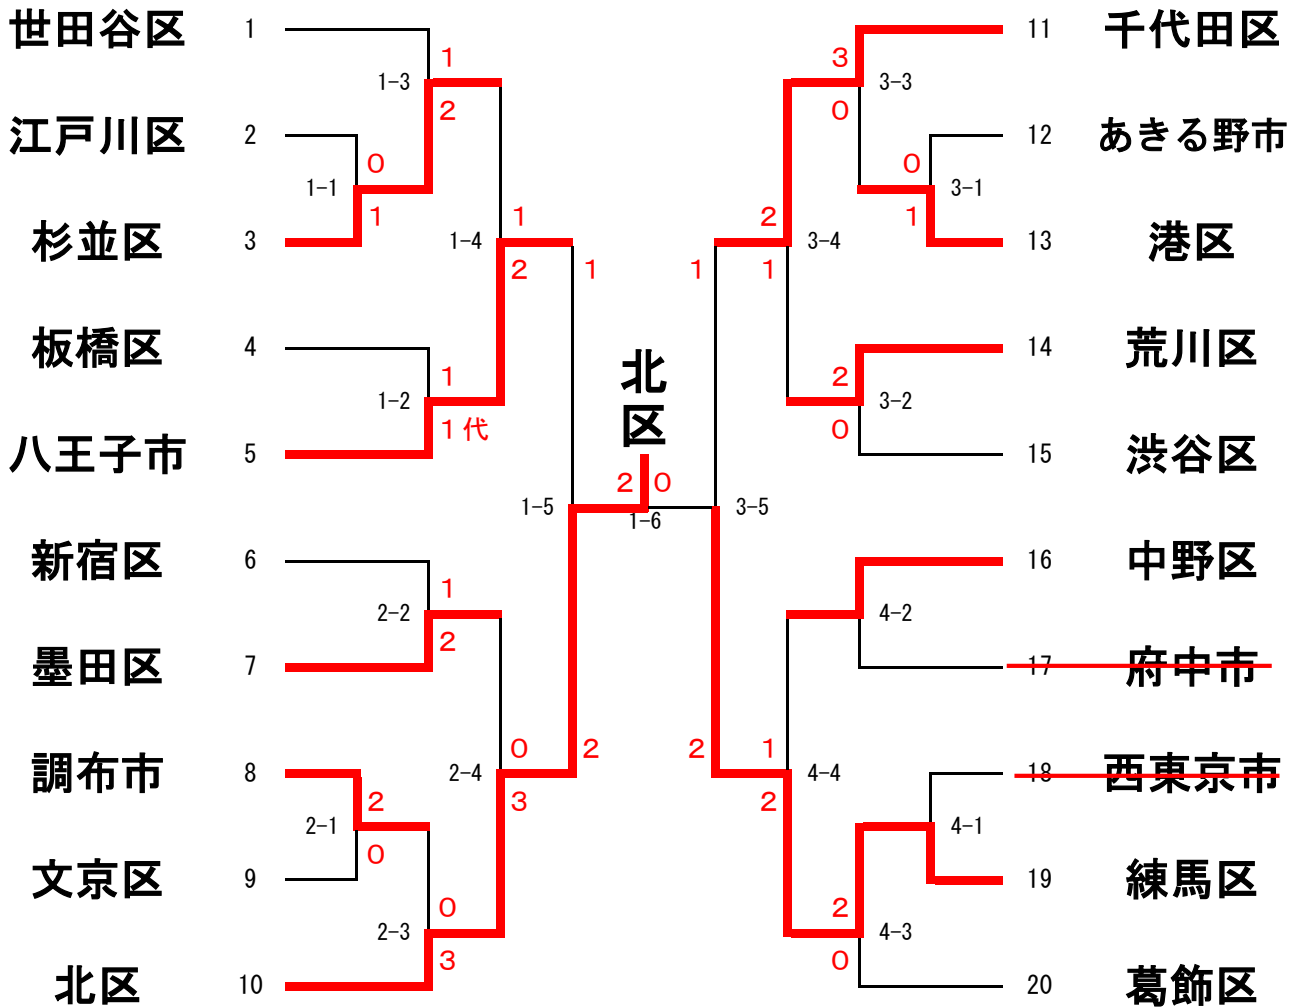 世田谷区 1 1 3 11 千代田区
1-3 3-3
2 0
江戸川区 2 12 あきる野市
0 0
1-1 3-1
1 1
杉並区 3 1 2 13 港区
1-4 3-4
2 1 1 1
板橋区 4 北区 14 荒川区
1 2
1-2 3-2
1代 0
八王子市 5 15 渋谷区
2 0
1-5 1-6 3-5
新宿区 6 16 中野区
1
2-2 4-2
2
墨田区 7 17 府中市
調布市 8 0 2 2 1 18 西東京市
2-4 4-4
2 3 2
2-1 4-1
0
文京区 9 19 練馬区
0 2
2-3 4-3
3 0
北区 10 20 葛飾区